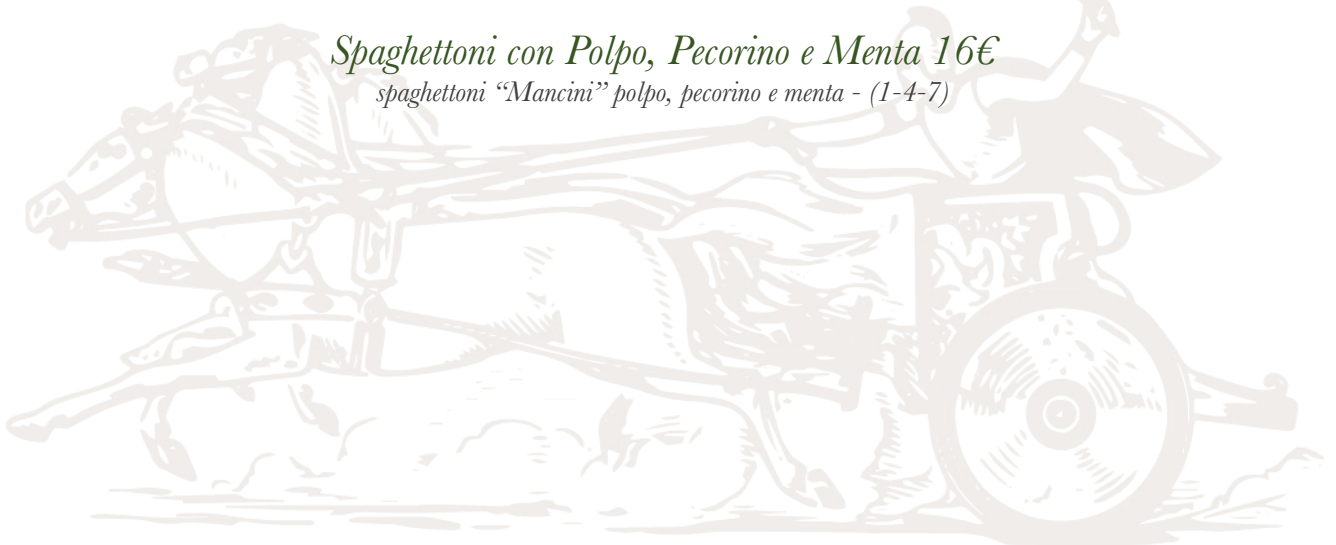 Spaghettoni con Polpo, Pecorino e Menta 16€
spaghettoni “Mancini” polpo, pecorino e menta - (1-4-7)